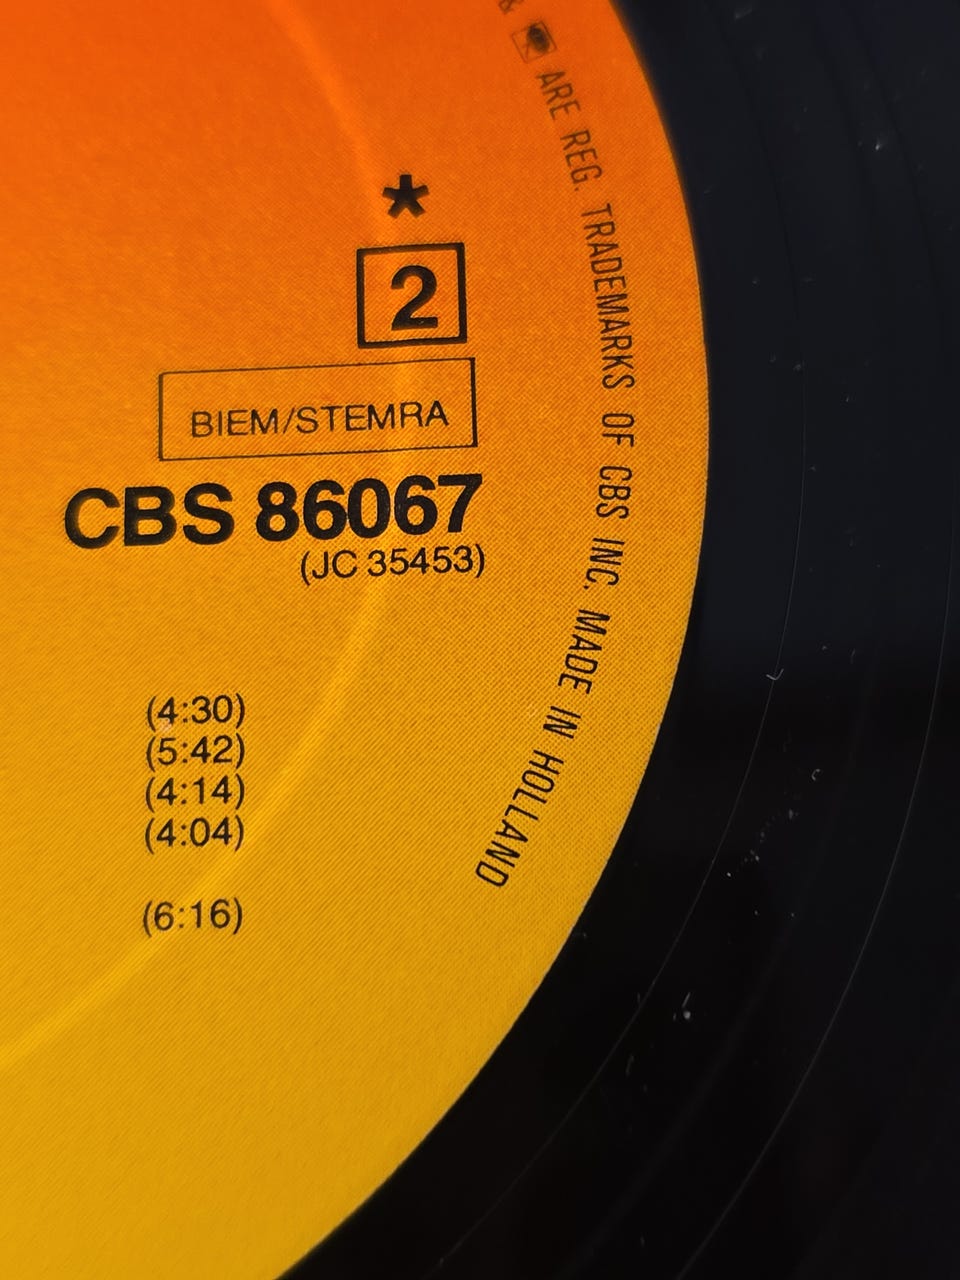 & ARE REG. TRADEMARKS OF CBS INC. MADE IN HOLLAND
*
2
BIEM/STEMRA
CBS 86067
(JC 35453)
(4:30)
(5:42)
(4:14)
(4:04)
(6:16)